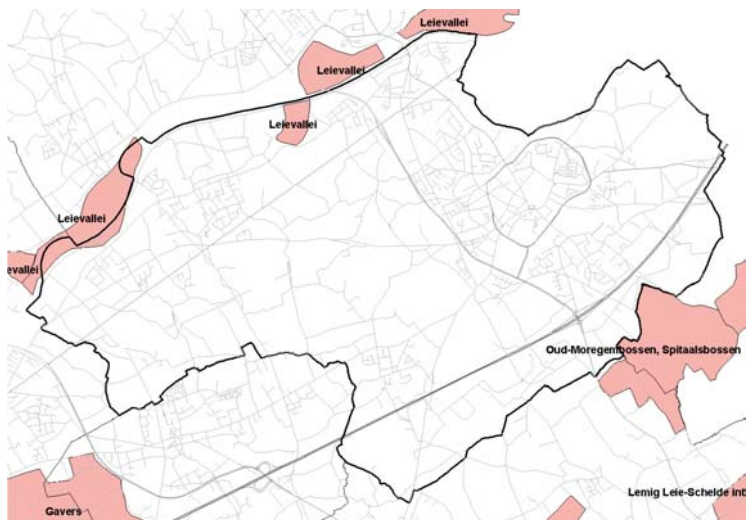 Leievallei
Leievallei
Leievallei
Leievallei
evallei
Oud-Moregembossen, Spitaalsbossen
Lemig Leie-Schelde int
Gavers